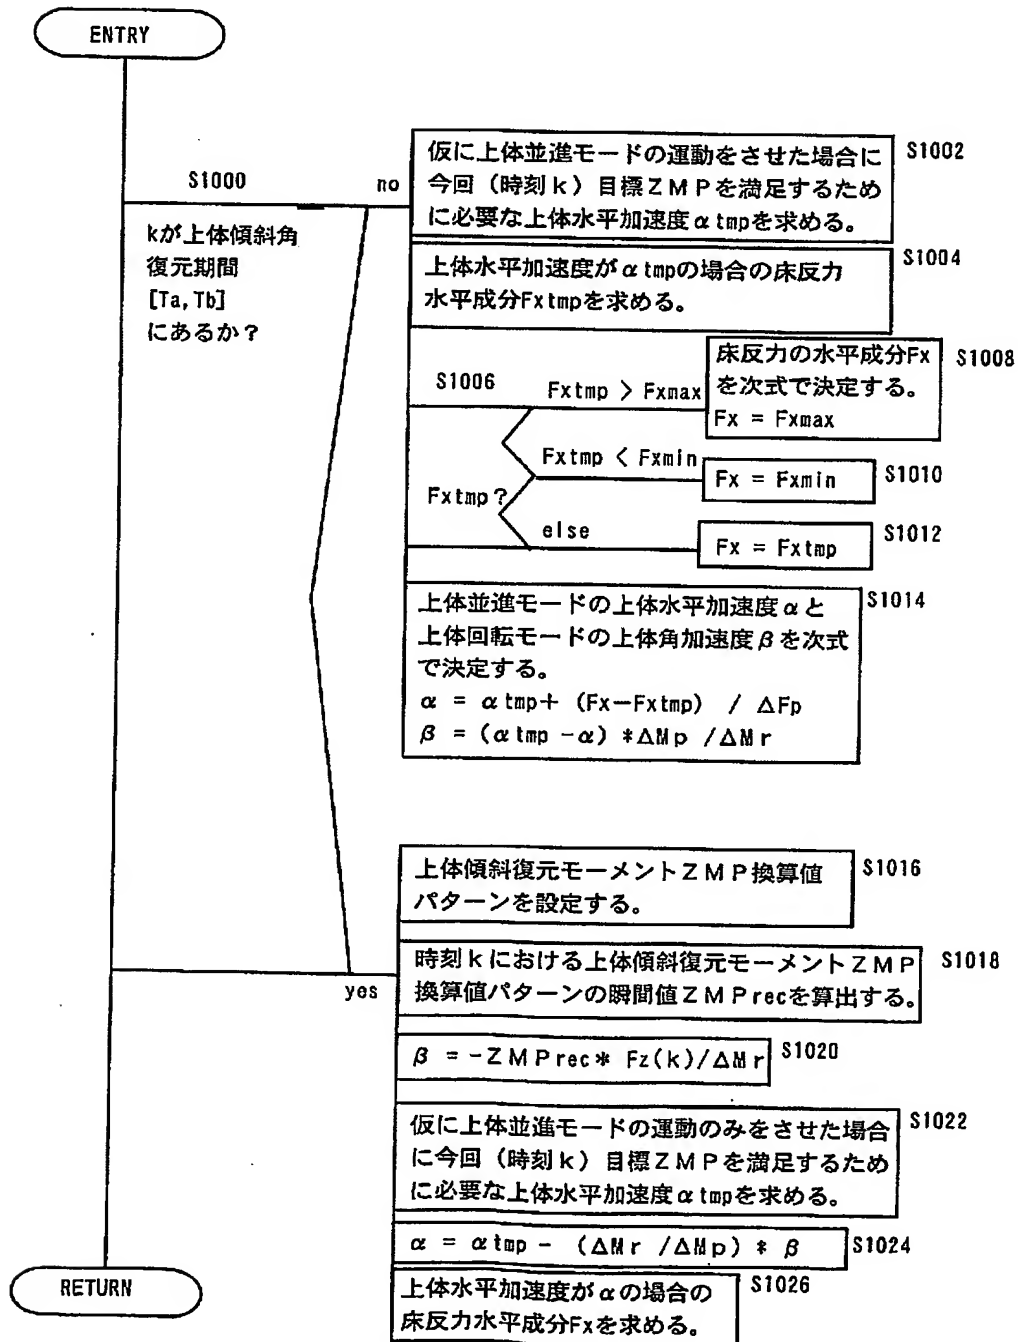 ENTRY
S1000
no
kが上体傾斜角
復元期間
[Ta,Tb]
にあるか？
仮に上体並進モードの運動をさせた場合に
今回（時刻k）目標ＺＭＰを満足するため
に必要な上体水平加速度αtmpを求める。
S1002
上体水平加速度がαtmpの場合の床反力
水平成分Fxtmpを求める。
S1004
S1006
Fxtmp？
Fxtmp > Fxmax
床反力の水平成分Fx
を次式で決定する。
Fx = Fxmax
S1008
Fxtmp < Fxmin
Fx = Fxmin
S1010
else
Fx = Fxtmp
S1012
上体並進モードの上体水平加速度αと
上体回転モードの上体角加速度βを次式
で決定する。
α = αtmp+ (Fx-Fxtmp) / ΔFp
β = (αtmp -α) *ΔMp /ΔMr
S1014
yes
上体傾斜復元モーメントＺＭＰ換算値
パターンを設定する。
S1016
時刻kにおける上体傾斜復元モーメントＺＭＰ
換算値パターンの瞬間値ＺＭＰrecを算出する。
S1018
β = -ＺＭＰrec* Fz(k)/ΔMr
S1020
仮に上体並進モードの運動のみをさせた場合
に今回（時刻k）目標ＺＭＰを満足するため
に必要な上体水平加速度αtmpを求める。
S1022
α = αtmp - (ΔMr /ΔMp) * β
S1024
上体水平加速度がαの場合の
床反力水平成分Fxを求める。
S1026
RETURN